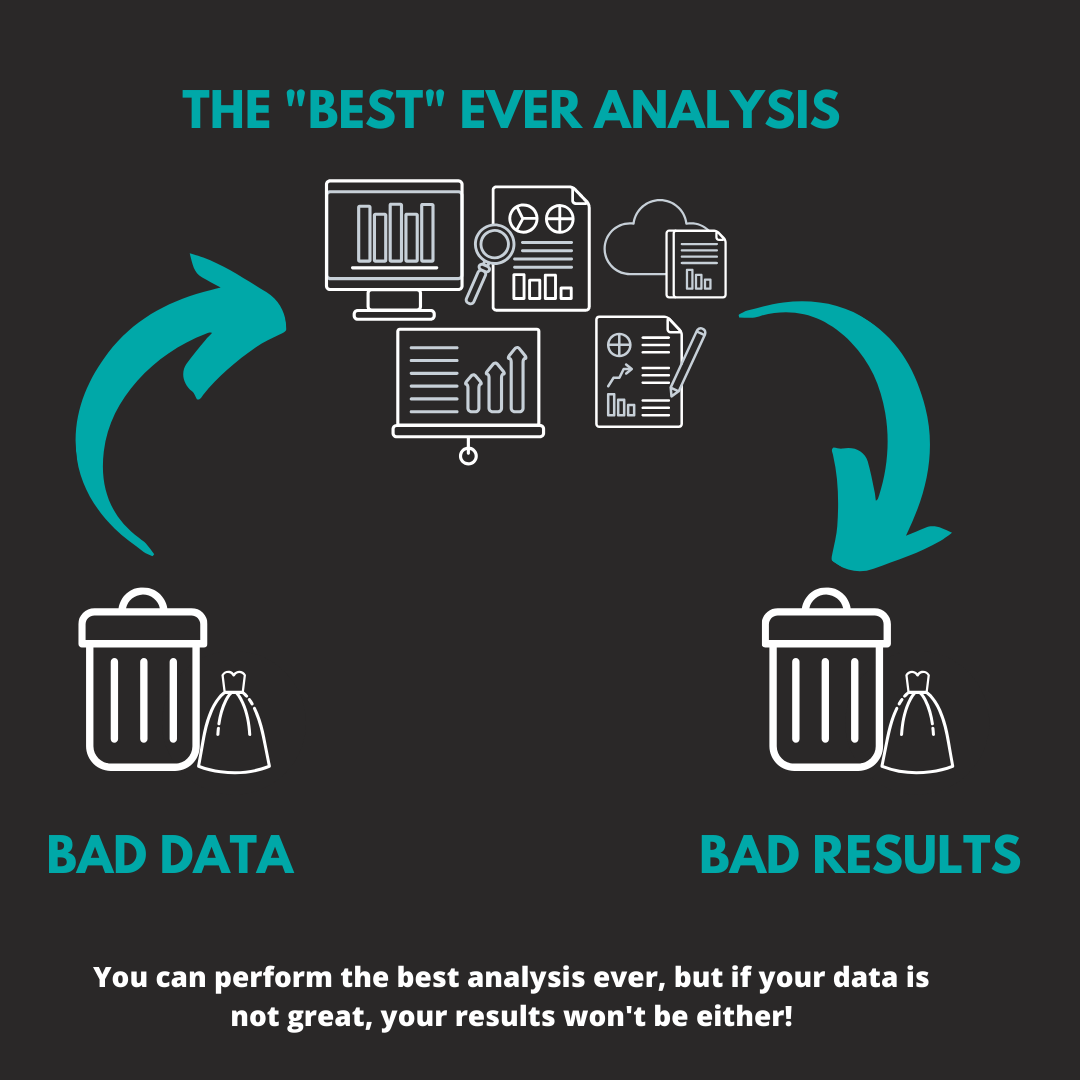 THE "BEST" EVER ANALYSIS
BAD DATA
BAD RESULTS
You can perform the best analysis ever, but if your data is
not great, your results won't be either!